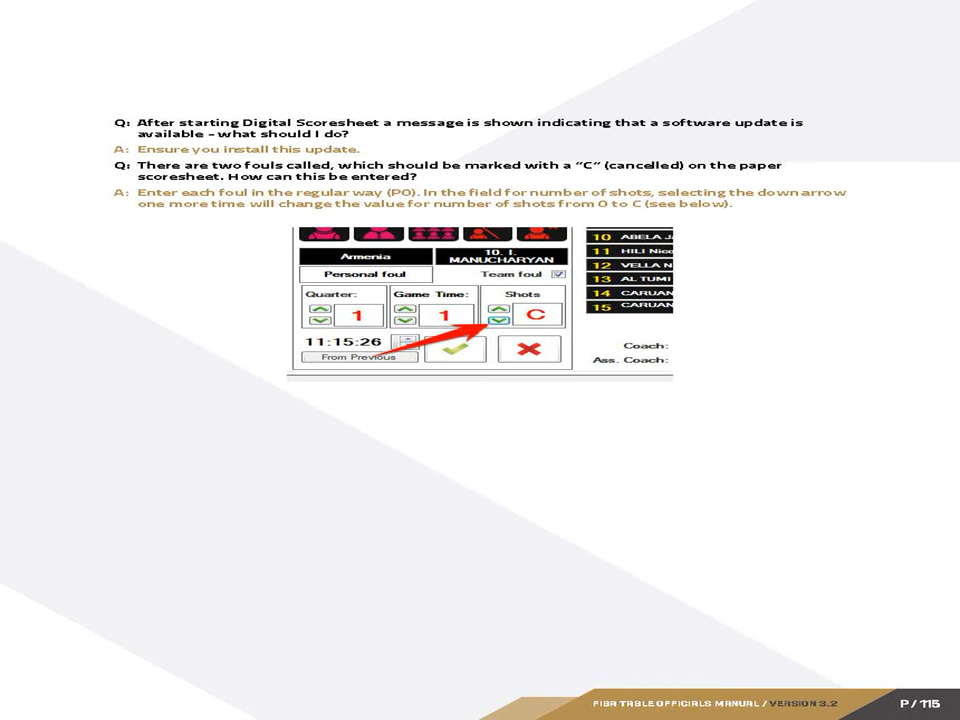 Q: After starting Digital Scoresheet a message is shown indicating that a software update is
available – what should I do?
A: Ensure you install this update.
Q: There are two fouls called, which should be marked with a “C“ (cancelled) on the paper
scoresheet. How can this be entered?
A: Enter each foul in the regular way (P0). In the field for number of shots, selecting the down arrow
one more time will change the value for number of shots from 0 to C (see below).
Armenia
10. I.
MANUCHARYAN
Personal foul
Team foul
Quarter:
Game Time:
Shots
1
1
C
11:15:26
From Previous
10 ABELA J
11 HILI Nico
12 VELLA N
13 AL TUMI
14 CARUAN
15 CARUAN
Coach:
Ass. Coach:
FIBA TABLE OFFICIALS MANUAL / VERSION 3.2
P / 115